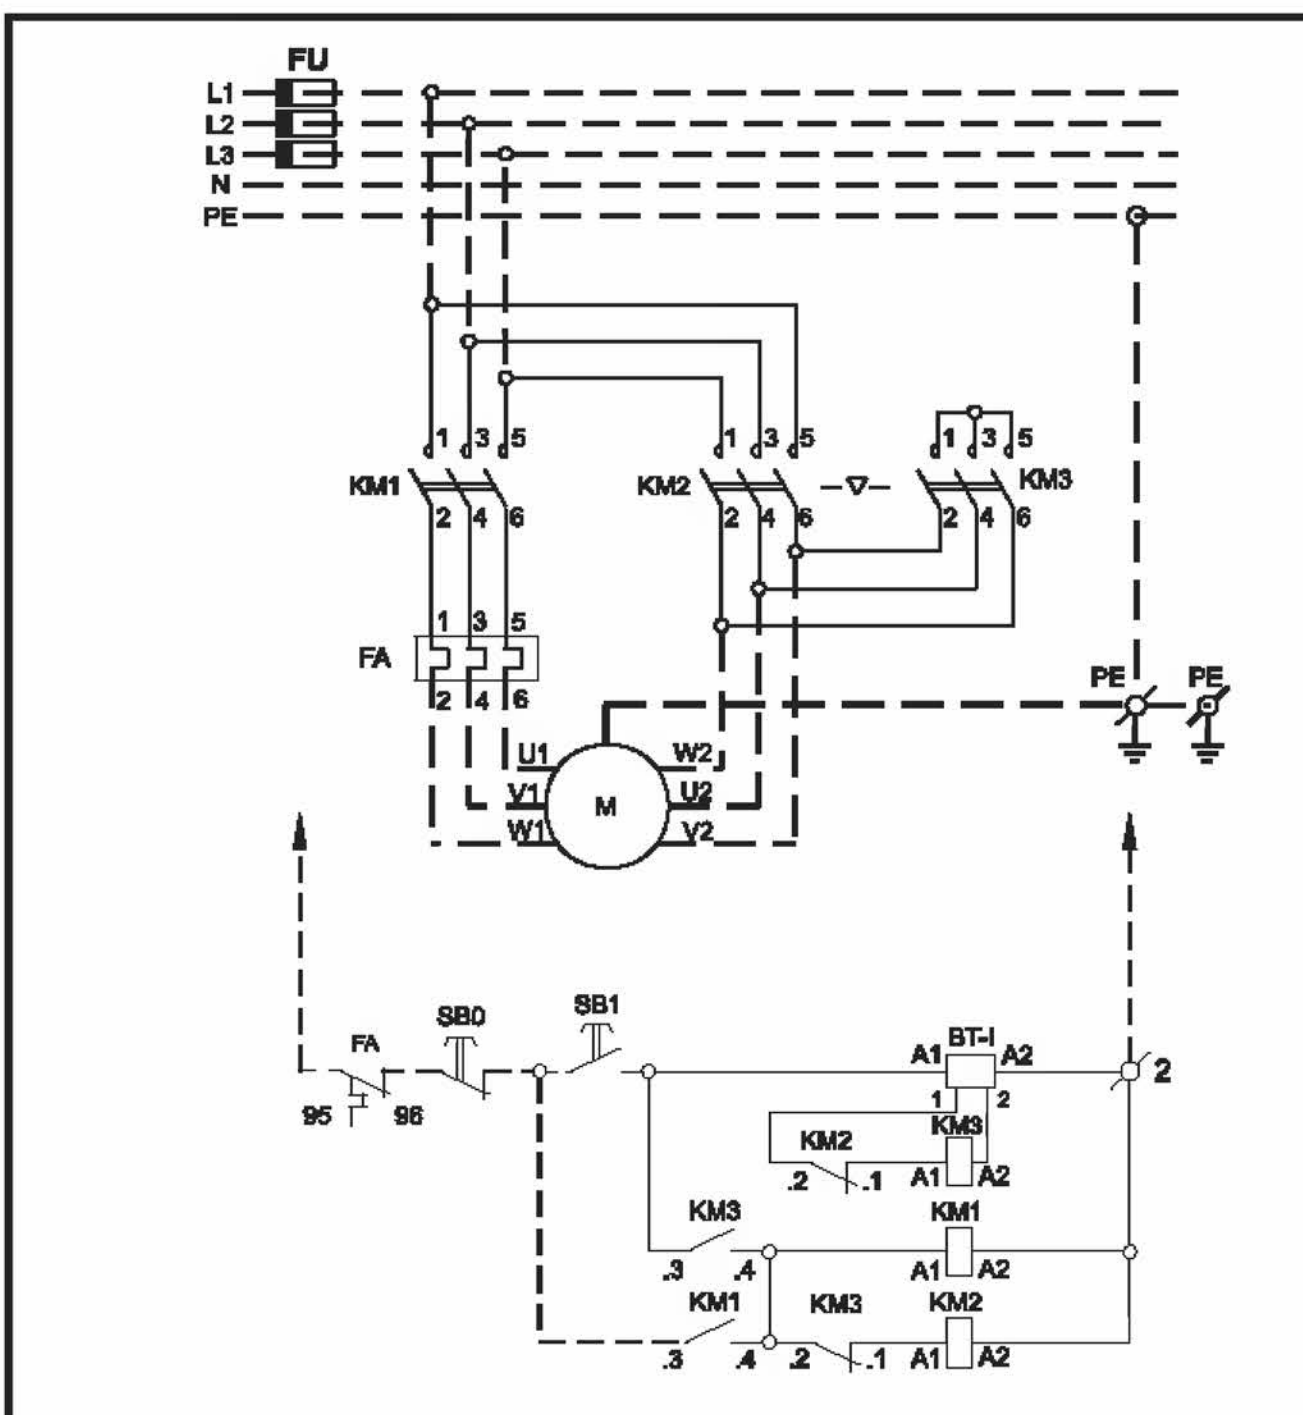 FU
L1
L2
L3
N
PE
1 3 5 1 3 5 1 3 5
KM1 KM2 KM3
2 4 6 2 4 6 2 4 6
1 3 5
FA
2 4 6
PE PE
U1 W2
V1 M U2
W1 V2
SB0 SB1
FA BT-I
A1 A2
2
95 96 1 2
KM2 KM3
.2 .1 A1 A2
KM3 KM1
.3 .4 A1 A2
KM1 KM3 KM2
.3 .4 .2 .1 A1 A2